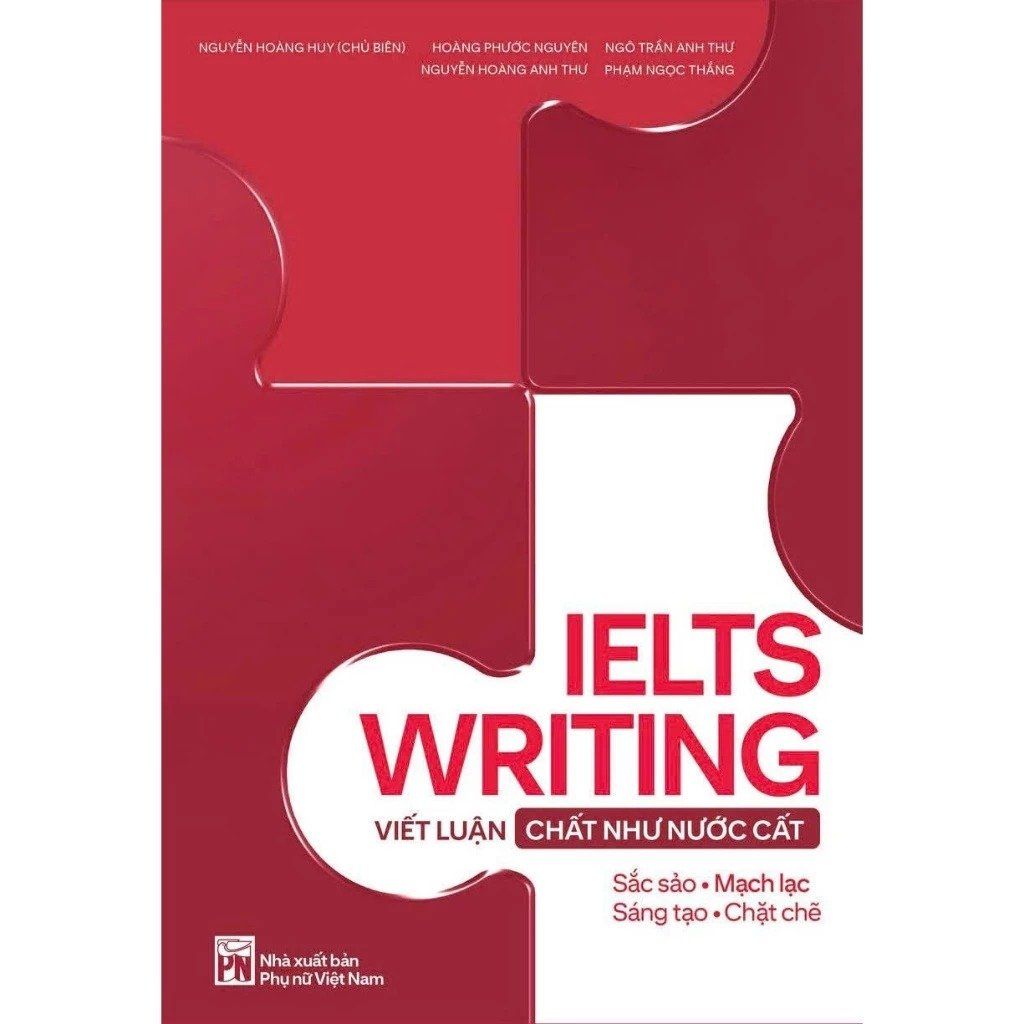 NGUYỄN HOÀNG HUY (CHỦ BIÊN) HOÀNG PHƯỚC NGUYÊN NGÔ TRẦN ANH THƯ
NGUYỄN HOÀNG ANH THƯ PHẠM NGỌC THẮNG
IELTS
WRITING
VIẾT LUẬN CHẤT NHƯ NƯỚC CẤT
Sắc sảo • Mạch lạc
Sáng tạo • Chặt chẽ
PN
Nhà xuất bản
Phụ nữ Việt Nam